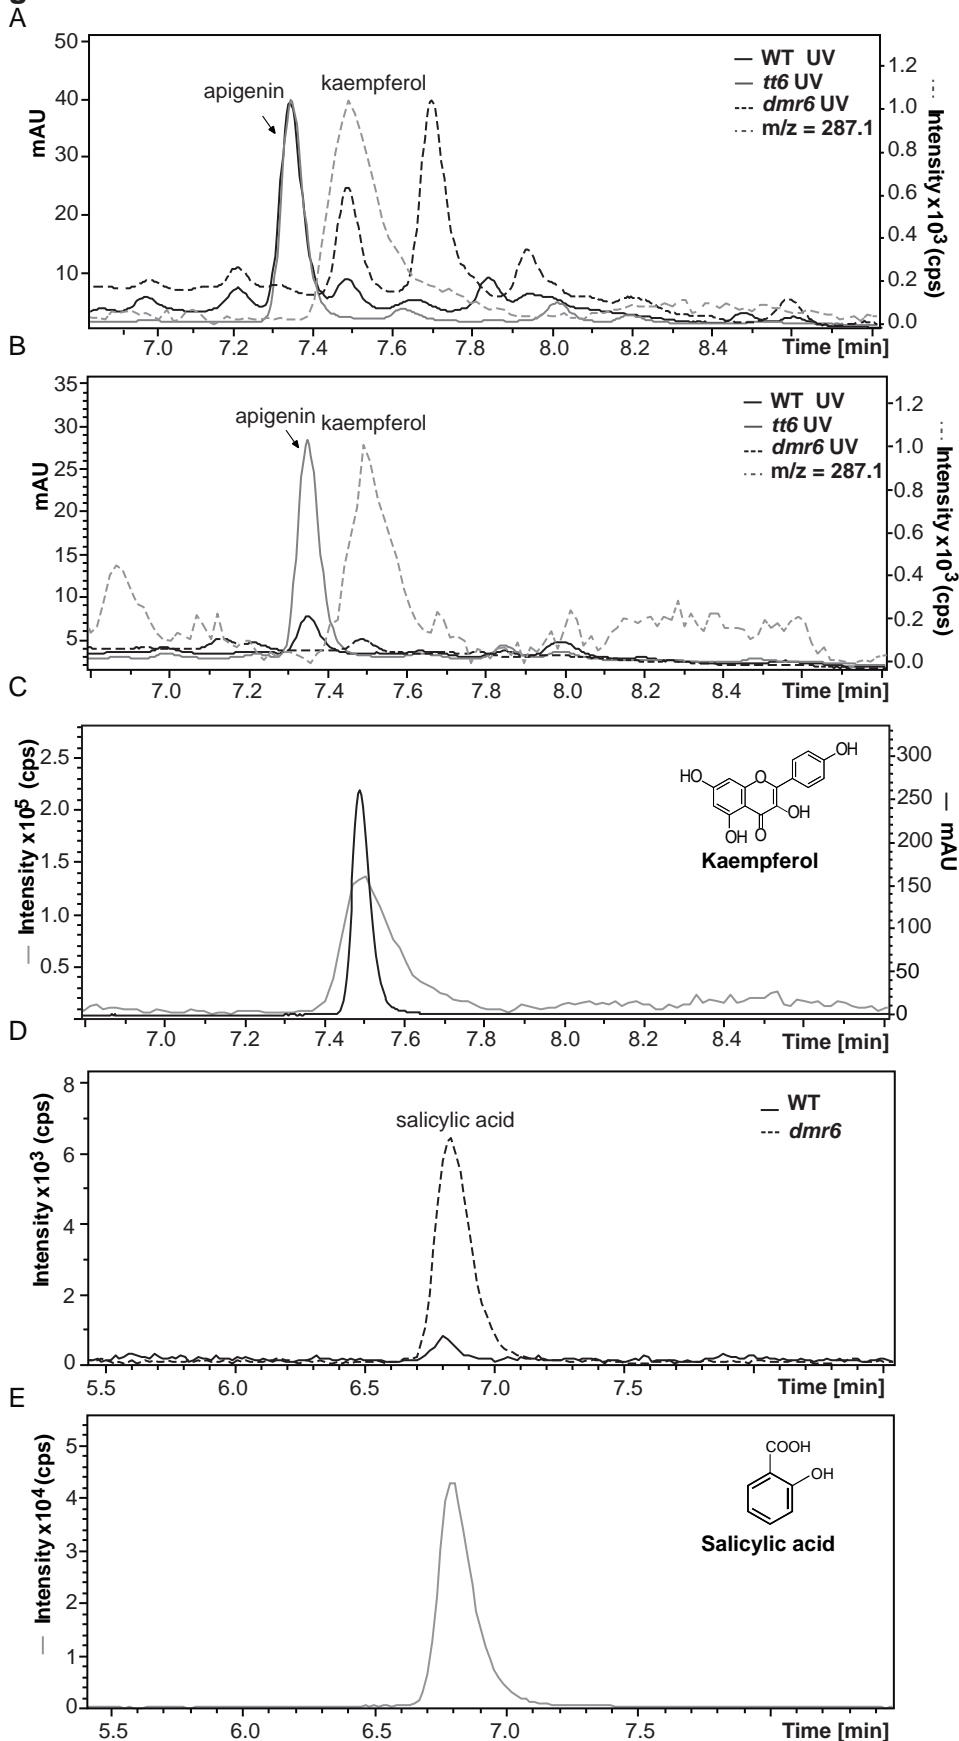 A
50
40
30
20
10
mAU
apigenin
kaempferol
WT UV
tt6 UV
dmr6 UV
m/z = 287.1
1.2
1.0
0.8
0.6
0.4
0.2
0.0
Intensity x10³ (cps)
7.0 7.2 7.4 7.6 7.8 8.0 8.2 8.4 Time [min]
B
35
30
25
20
15
10
5
mAU
apigenin
kaempferol
WT UV
tt6 UV
dmr6 UV
m/z = 287.1
1.2
1.0
0.8
0.6
0.4
0.2
0.0
Intensity x10³ (cps)
7.0 7.2 7.4 7.6 7.8 8.0 8.2 8.4 Time [min]
C
2.5
2.0
1.5
1.0
0.5
Intensity x10⁵ (cps)
HO
O
OH
OH
OH O
Kaempferol
300
250
200
150
100
50
0
mAU
7.0 7.2 7.4 7.6 7.8 8.0 8.2 8.4 Time [min]
D
8
6
4
2
0
Intensity x10³ (cps)
salicylic acid
WT
dmr6
5.5 6.0 6.5 7.0 7.5 Time [min]
E
5
4
3
2
1
0
Intensity x10⁴ (cps)
COOH
OH
Salicylic acid
5.5 6.0 6.5 7.0 7.5 Time [min]